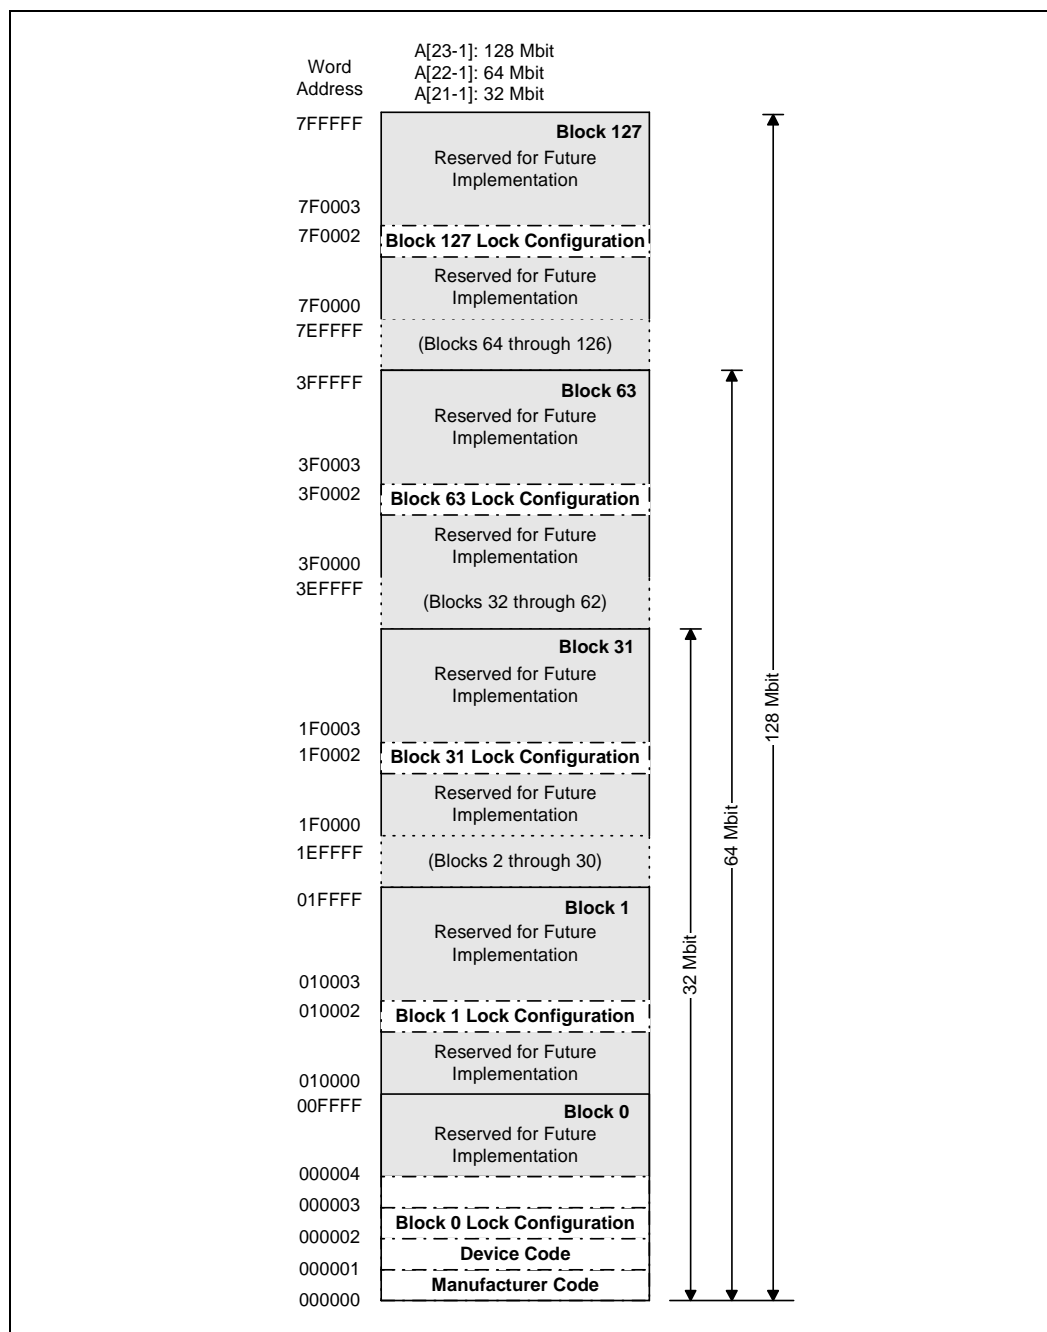 A[23-1]: 128 Mbit
A[22-1]: 64 Mbit
A[21-1]: 32 Mbit
Word
Address
7FFFFF
Block 127
Reserved for Future
Implementation
7F0003
7F0002
Block 127 Lock Configuration
Reserved for Future
Implementation
7F0000
7EFFFF
(Blocks 64 through 126)
3FFFFF
Block 63
Reserved for Future
Implementation
3F0003
3F0002
Block 63 Lock Configuration
Reserved for Future
Implementation
3F0000
3EFFFF
(Blocks 32 through 62)
Block 31
Reserved for Future
Implementation
1F0003
1F0002
Block 31 Lock Configuration
Reserved for Future
Implementation
1F0000
1EFFFF
(Blocks 2 through 30)
01FFFF
Block 1
Reserved for Future
Implementation
010003
010002
Block 1 Lock Configuration
Reserved for Future
Implementation
010000
00FFFF
Block 0
Reserved for Future
Implementation
000004
000003
Block 0 Lock Configuration
000002
Device Code
000001
Manufacturer Code
000000
32 Mbit
64 Mbit
128 Mbit